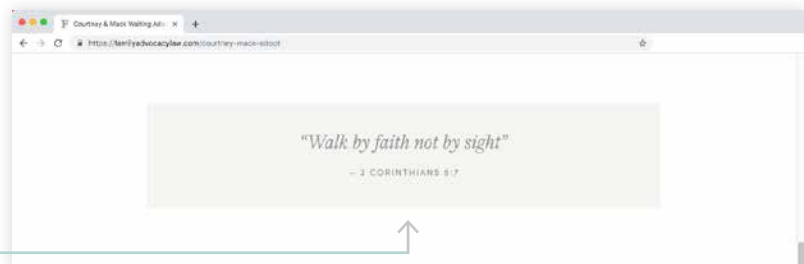 Courtney & Mack Waiting Ado
https://familyadvocacylaw.com/courtney-mack-adopt
“Walk by faith not by sight”
— 2 CORINTHIANS 5:7